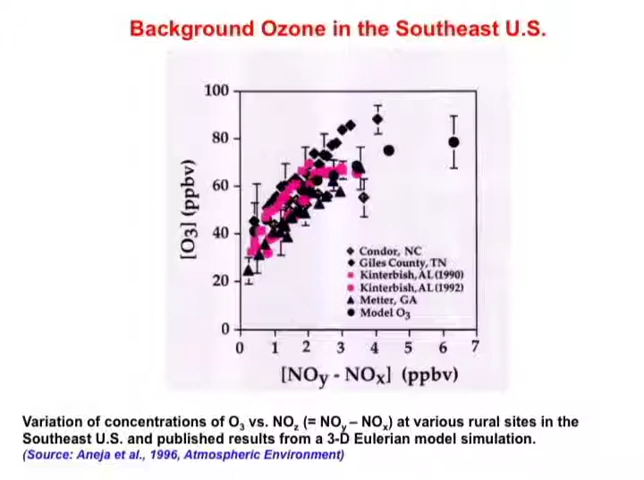 Background Ozone in the Southeast U.S.
100
80
60
40
20
0
[O3] (ppbv)
Condor, NC
Giles County, TN
Kinterbish, AL (1990)
Kinterbish, AL (1992)
Metter, GA
Model O3
0 1 2 3 4 5 6 7
[NOy - NOx] (ppbv)
Variation of concentrations of O3 vs. NOz (= NOy – NOx) at various rural sites in the
Southeast U.S. and published results from a 3-D Eulerian model simulation.
(Source: Aneja et al., 1996, Atmospheric Environment)